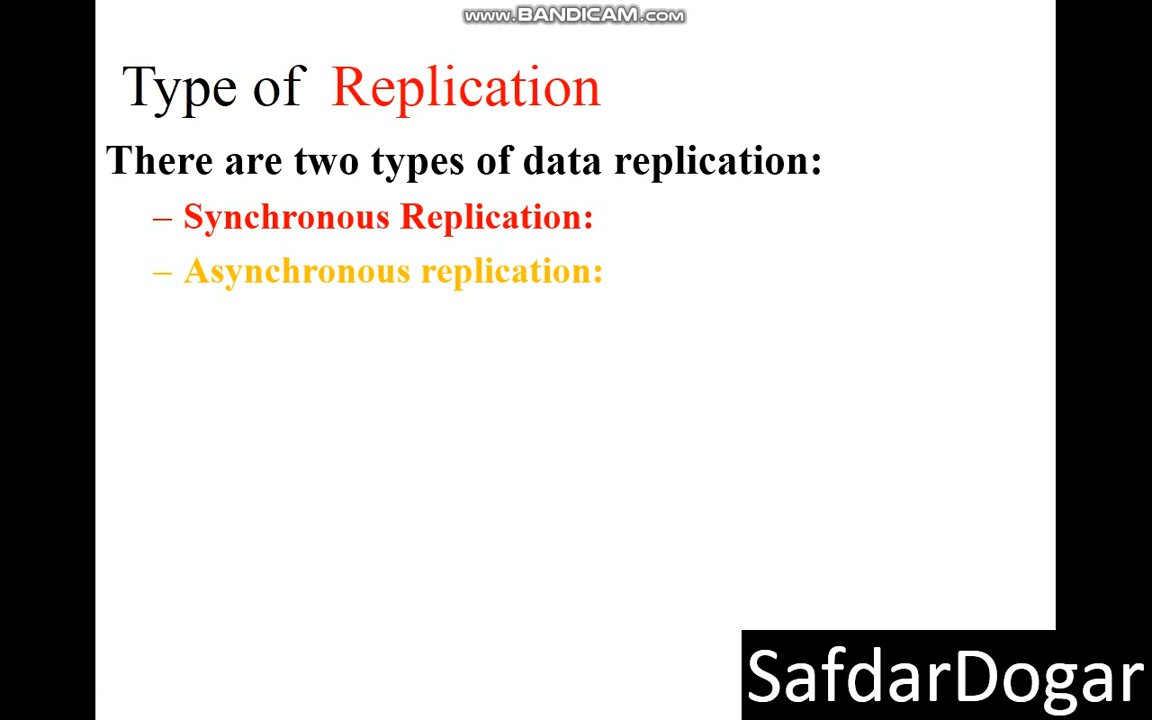 www.BANDICAM.com
Type of Replication
There are two types of data replication:
– Synchronous Replication:
– Asynchronous replication:
SafdarDogar